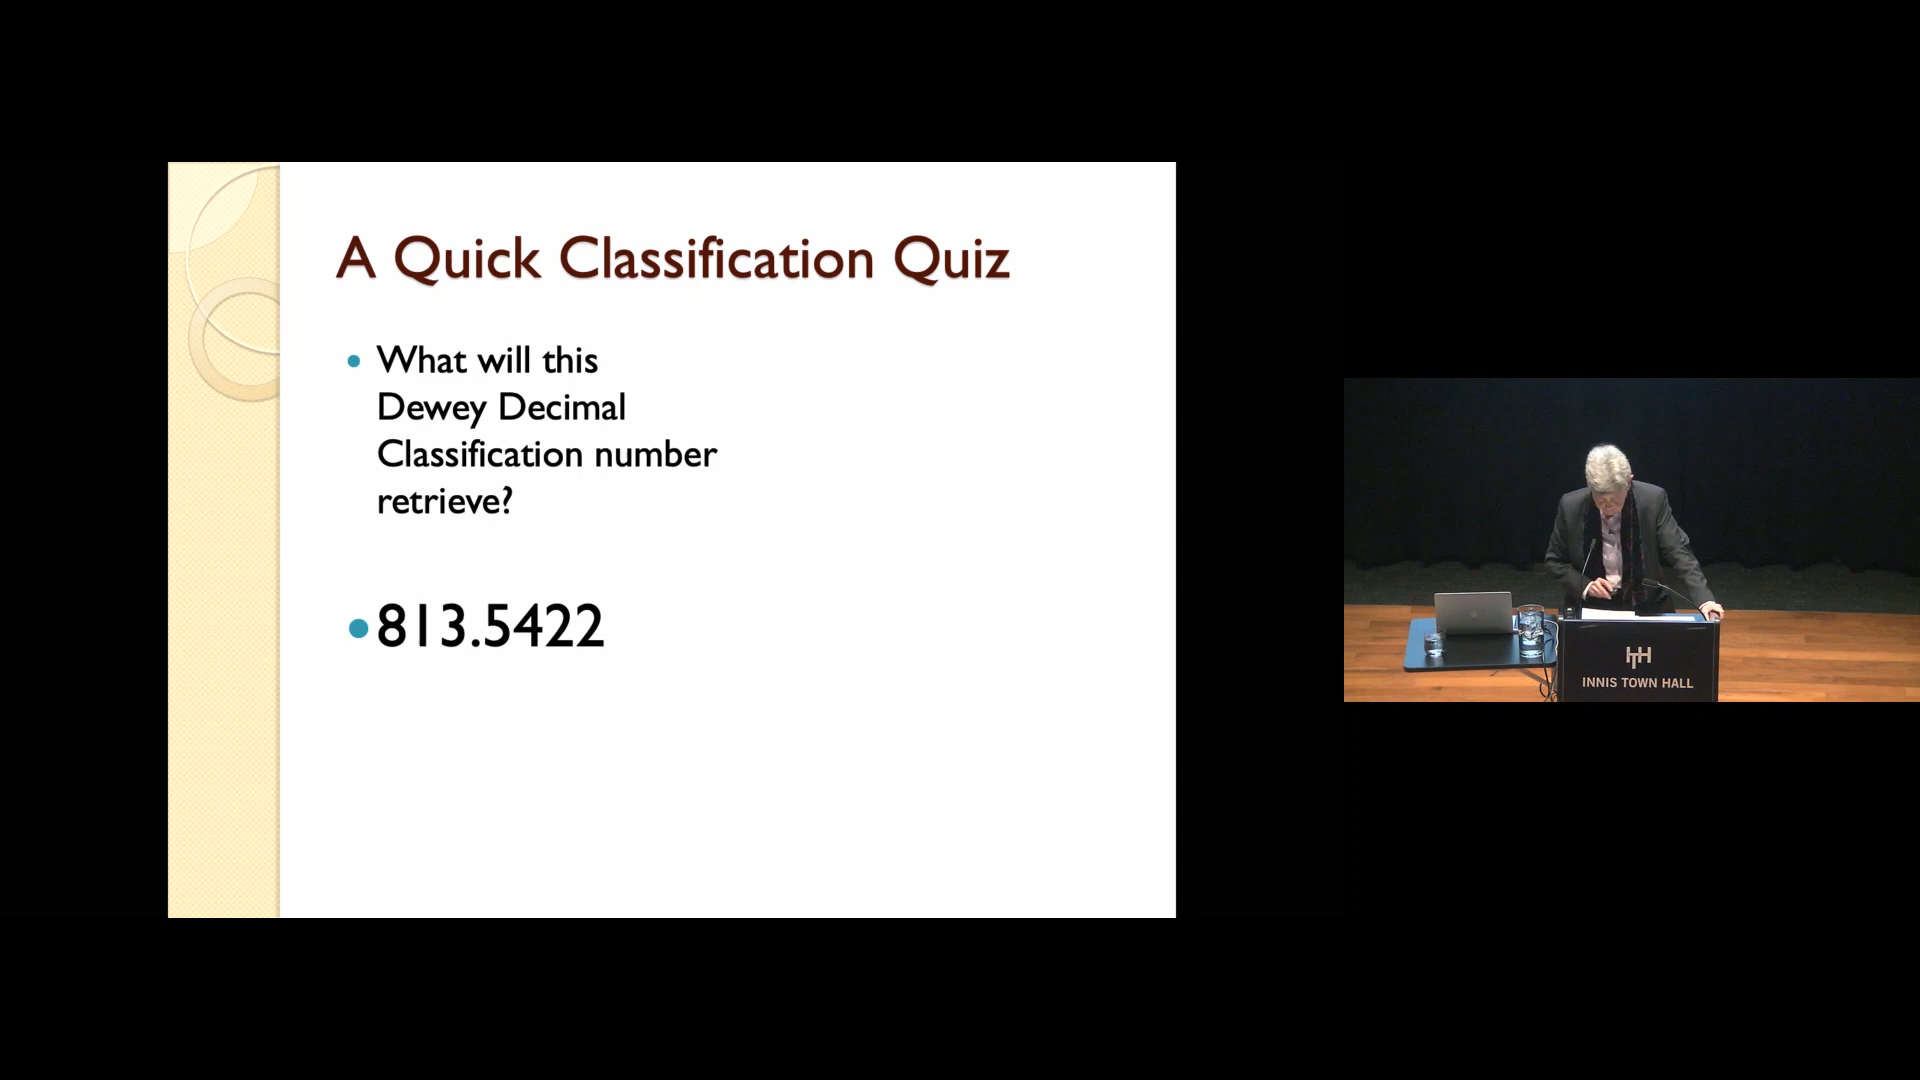 A Quick Classification Quiz
What will this
Dewey Decimal
Classification number
retrieve?
813.5422
INNIS TOWN HALL